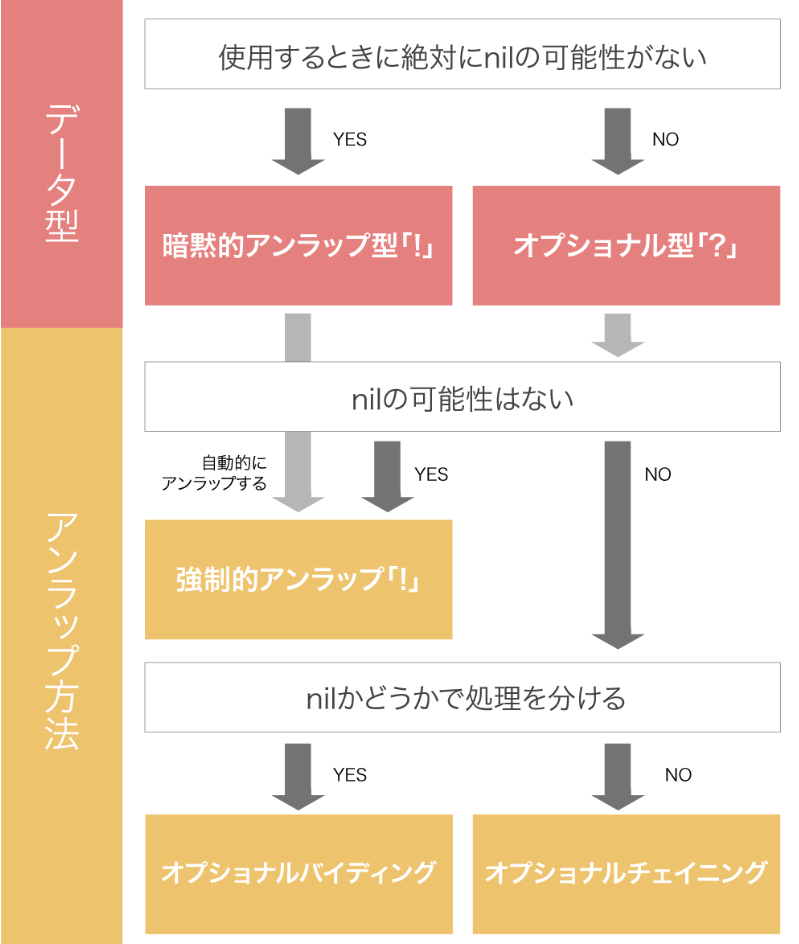 データ型
使用するときに絶対にnilの可能性がない
YES
NO
暗黙的アンラップ型「!」
オプショナル型「?」
アンラップ方法
nilの可能性はない
自動的に
アンラップする
YES
NO
強制的アンラップ「!」
nilかどうかで処理を分ける
YES
NO
オプショナルバイディング
オプショナルチェイニング